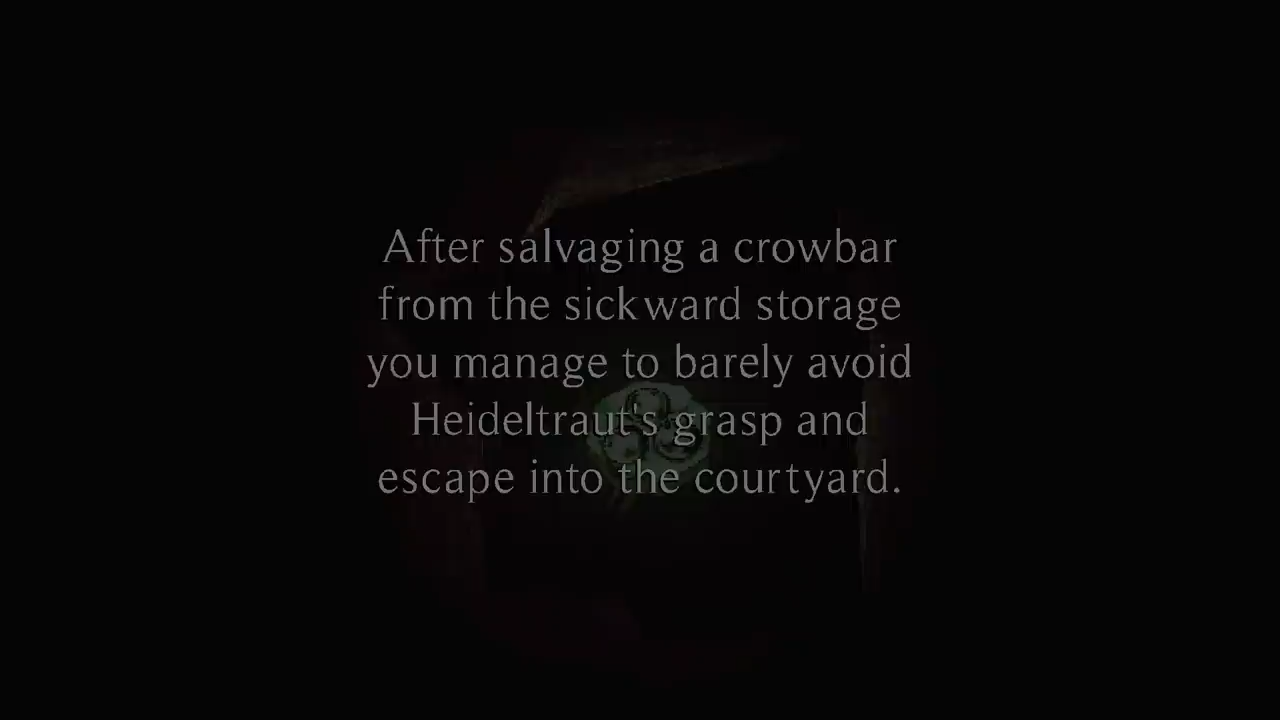 After salvaging a crowbar
from the sickward storage
you manage to barely avoid
Heideltraut's grasp and
escape into the courtyard.